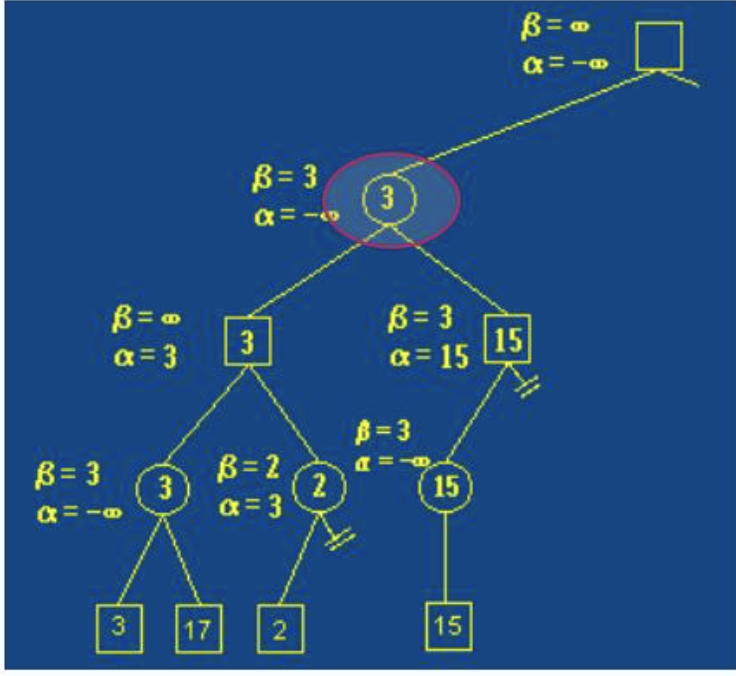 β = ∞
α = -∞
β = 3
α = -∞
3
β = ∞
α = 3
3
β = 3
α = 15
15
β = 3
α = -∞
3
β = 2
α = 3
2
β = 3
α = -∞
15
3
17
2
15